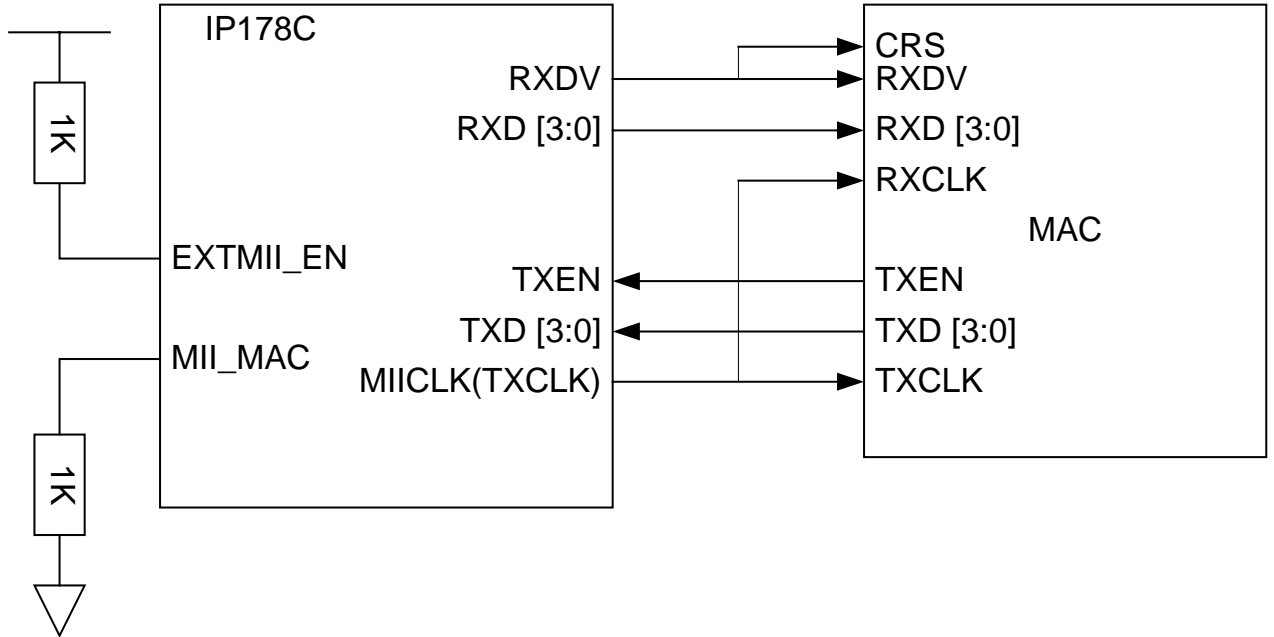 IP178C
1K
EXTMII_EN
MII_MAC
1K
RXDV
RXD [3:0]
TXEN
TXD [3:0]
MIICLK(TXCLK)
CRS
RXDV
RXD [3:0]
RXCLK
MAC
TXEN
TXD [3:0]
TXCLK